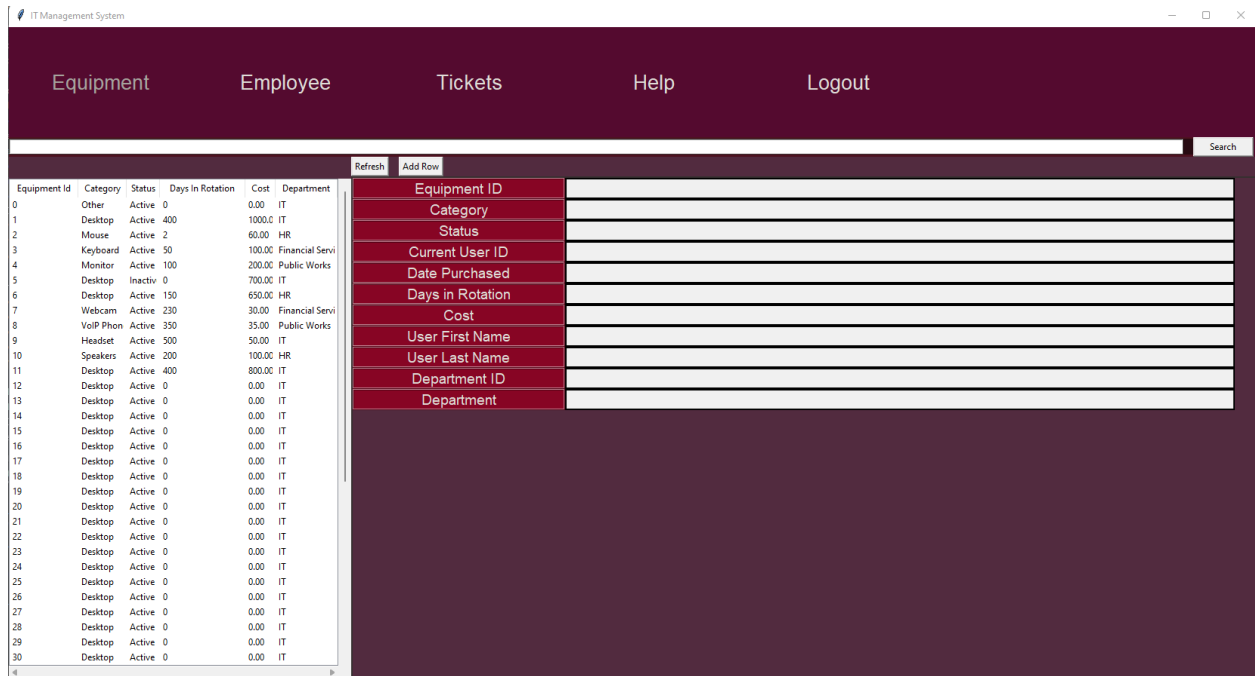 IT Management System
Equipment Employee Tickets Help Logout
Search
Refresh Add Row
Equipment Id Category Status Days In Rotation Cost Department
0 Other Active 0 0.00 IT
1 Desktop Active 400 1000.0 IT
2 Mouse Active 2 60.00 HR
3 Keyboard Active 50 100.00 Financial Servi
4 Monitor Active 100 200.00 Public Works
5 Desktop Inactiv 0 700.00 IT
6 Desktop Active 150 650.00 HR
7 Webcam Active 230 30.00 Financial Servi
8 VoIP Phon Active 350 35.00 Public Works
9 Headset Active 500 50.00 IT
10 Speakers Active 200 100.00 HR
11 Desktop Active 400 800.00 IT
12 Desktop Active 0 0.00 IT
13 Desktop Active 0 0.00 IT
14 Desktop Active 0 0.00 IT
15 Desktop Active 0 0.00 IT
16 Desktop Active 0 0.00 IT
17 Desktop Active 0 0.00 IT
18 Desktop Active 0 0.00 IT
19 Desktop Active 0 0.00 IT
20 Desktop Active 0 0.00 IT
21 Desktop Active 0 0.00 IT
22 Desktop Active 0 0.00 IT
23 Desktop Active 0 0.00 IT
24 Desktop Active 0 0.00 IT
25 Desktop Active 0 0.00 IT
26 Desktop Active 0 0.00 IT
27 Desktop Active 0 0.00 IT
28 Desktop Active 0 0.00 IT
29 Desktop Active 0 0.00 IT
30 Desktop Active 0 0.00 IT
Equipment ID
Category
Status
Current User ID
Date Purchased
Days in Rotation
Cost
User First Name
User Last Name
Department ID
Department